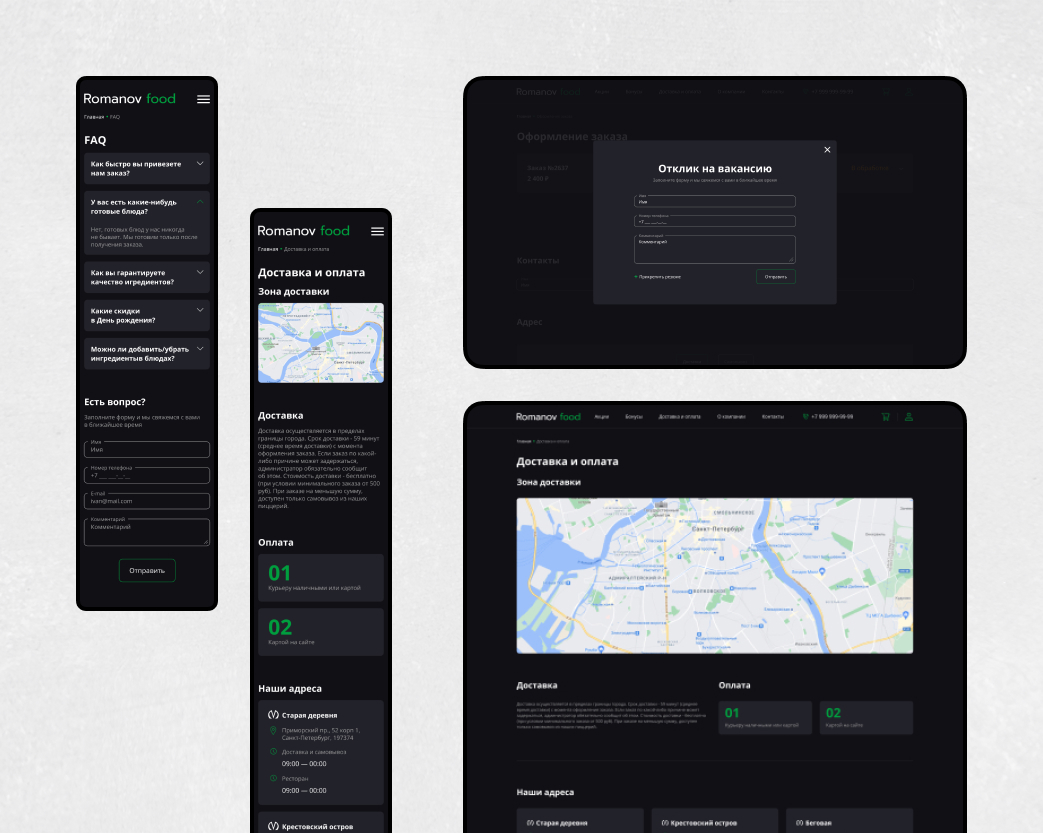 Romanov food
Главная • FAQ
FAQ
Как быстро вы привезете
нам заказ?
У вас есть какие-нибудь
готовые блюда?
Нет, готовых блюд у нас никогда
не бывает. Мы готовим только после
получения заказа.
Как вы гарантируете
качество игредиентов?
Какие скидки
в День рождения?
Можно ли добавить/убрать
ингредиентыв блюдах?
Есть вопрос?
Заполните форму и мы свяжемся с вами
в ближайшее время
Имя
Имя
Номер телефона
+7 ___ ___-__-__
E-mail
ivan@mail.com
Комментарий
Комментарий
Отправить
Romanov food
Главная • Доставка и оплата
Доставка и оплата
Зона доставки
Санкт-Петербург
Доставка
Доставка осуществляется в пределах
границы города. Срок доставки - 59 минут
(среднее время доставки) с момента
оформления заказа. Если заказ по какой-
либо причине может задержаться,
администратор обязательно сообщит
об этом. Стоимость доставки - бесплатно
(при условии минимального заказа от 500
руб). При заказе на меньшую сумму,
доступен только самовывоз из наших
пиццерий.
Оплата
01
Курьеру наличными или картой
02
Картой на сайте
Наши адреса
Старая деревня
Приморский пр., 52 корп 1,
Санкт-Петербург, 197374
Доставка и самовывоз
09:00 — 00:00
Ресторан
09:00 — 00:00
Крестовский остров
Romanov food
Оформление заказа
Контакты
Адрес
Отклик на вакансию
Заполните форму и мы свяжемся с вами в ближайшее время
Имя
Имя
Номер телефона
+7 ___ ___-__-__
Комментарий
Комментарий
Прикрепить резюме
Отправить
Romanov food
Акции
Бонусы
Доставка и оплата
О компании
Контакты
+7 999 999-99-99
Главная • Доставка и оплата
Доставка и оплата
Зона доставки
Санкт-Петербург
АДМИРАЛТЕЙСКИЙ Р-Н
Доставка
Доставка осуществляется в пределах границы города. Срок доставки - 59 минут (среднее
время доставки) с момента оформления заказа. Если заказ по какой-либо причине может
задержаться, администратор обязательно сообщит об этом. Стоимость доставки - бесплатно
(при условии минимального заказа от 500 руб). При заказе на меньшую сумму, доступен
только самовывоз из наших пиццерий.
Оплата
01
Курьеру наличными или картой
02
Картой на сайте
Наши адреса
Старая деревня
Крестовский остров
Беговая